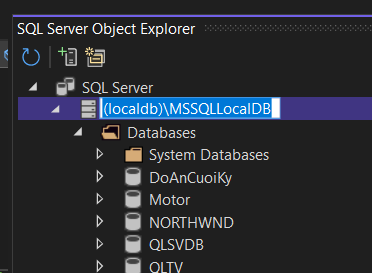 SQL Server Object Explorer
SQL Server
(localdb)\MSSQLLocalDB
Databases
System Databases
DoAnCuoiKy
Motor
NORTHWND
QLSVDB
QLTV